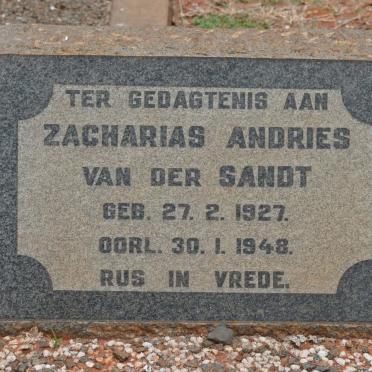 TER GEDAGTENIS AAN
ZACHARIAS ANDRIES
VAN DER SANDT
GEB. 27. 2. 1927.
OORL. 30. 1. 1948.
RUS IN VREDE.